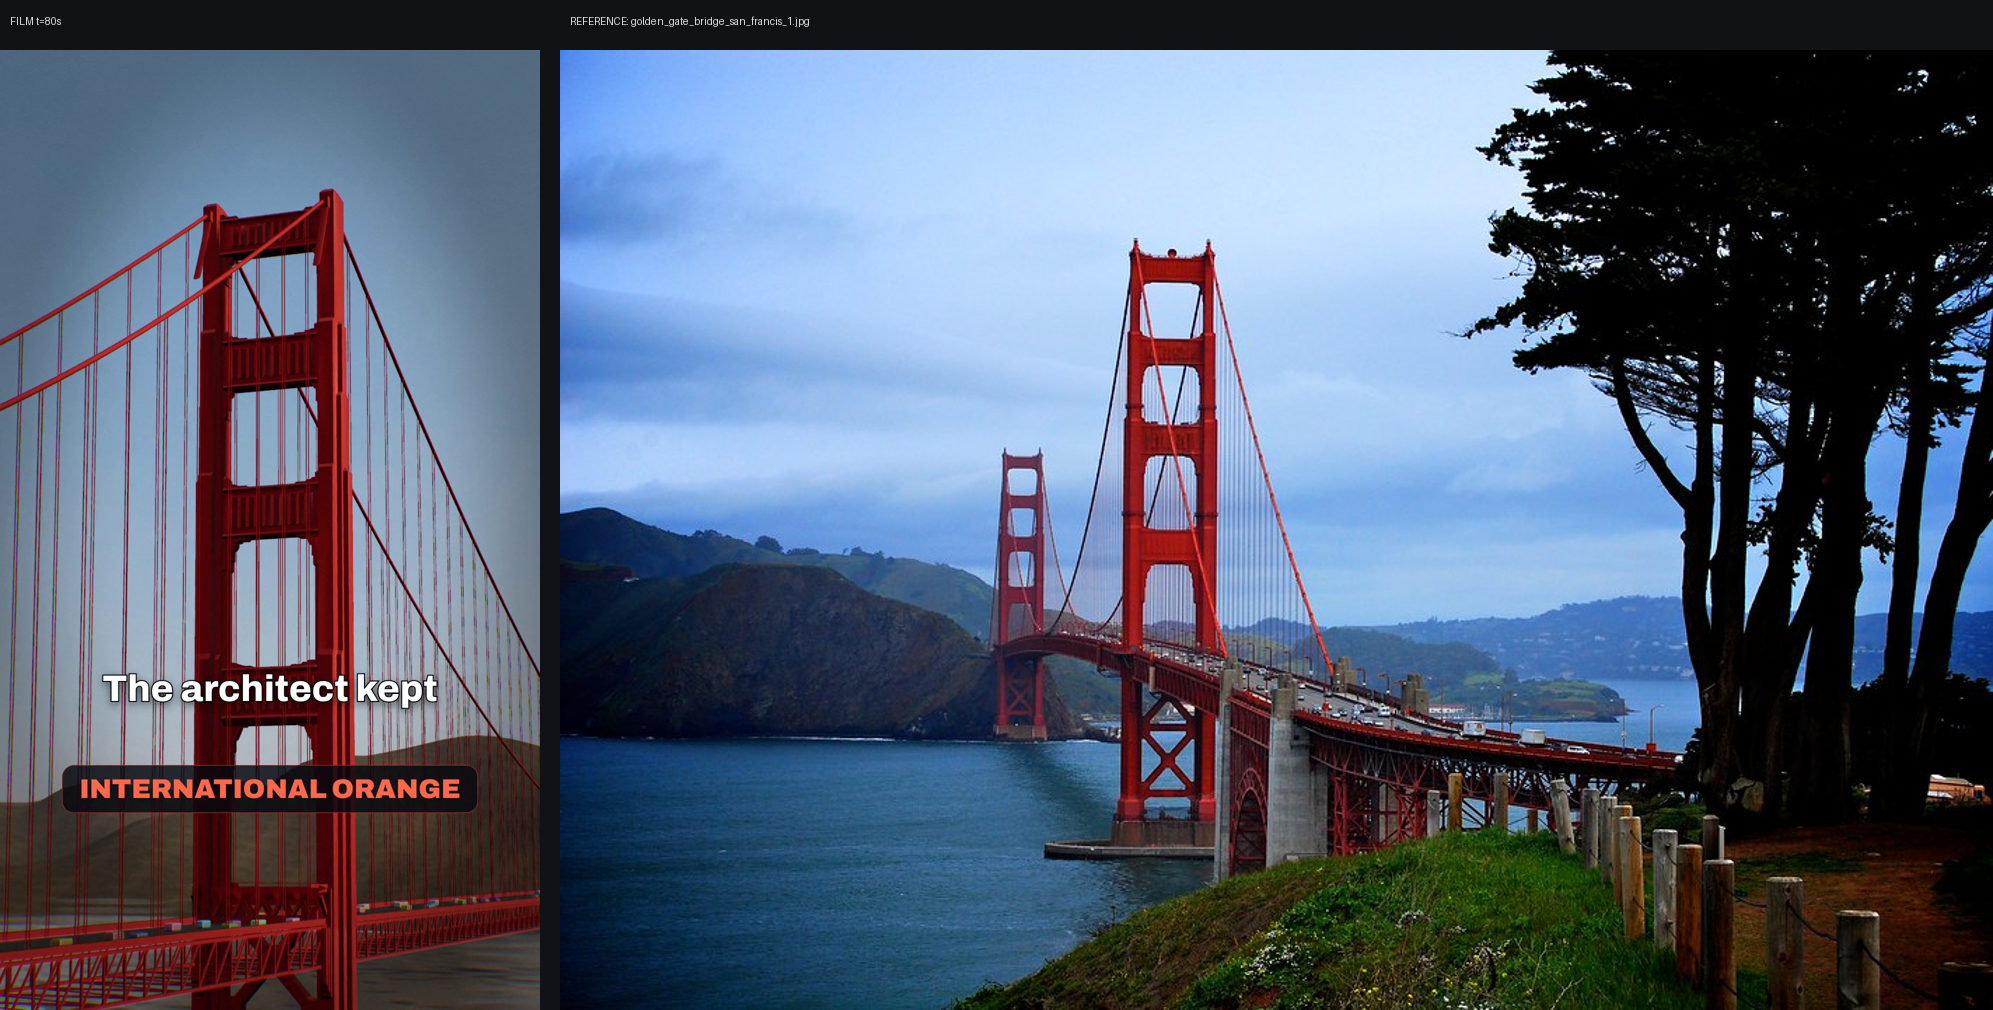 FILM t=80s
REFERENCE: golden_gate_bridge_san_francis_1.jpg
The architect kept
INTERNATIONAL ORANGE